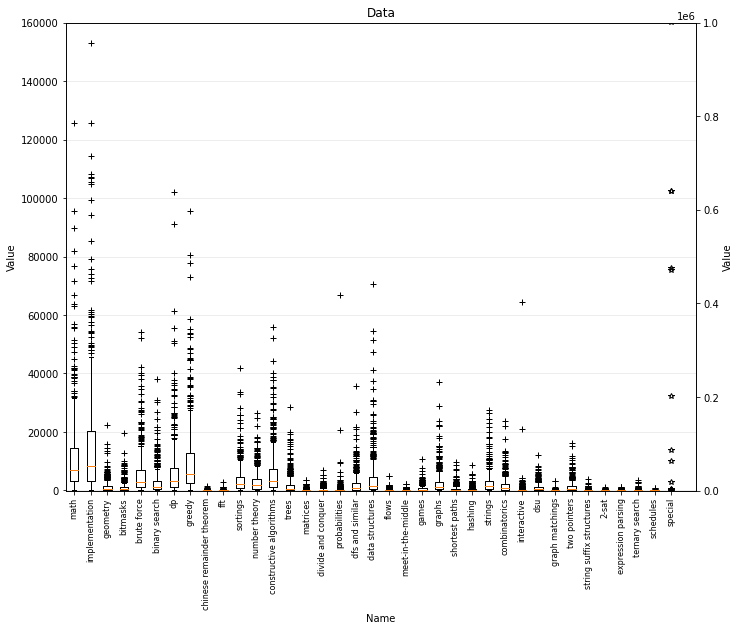 Data
1e6
160000
140000
120000
100000
80000
60000
40000
20000
0
Value
1.0
0.8
0.6
0.4
0.2
0.0
Value
math
implementation
geometry
bitmasks
brute force
binary search
dp
greedy
chinese remainder theorem
fft
sortings
number theory
constructive algorithms
trees
matrices
divide and conquer
probabilities
dfs and similar
data structures
flows
meet-in-the-middle
games
graphs
shortest paths
hashing
strings
combinatorics
interactive
dsu
graph matchings
two pointers
string suffix structures
2-sat
expression parsing
ternary search
schedules
special
Name